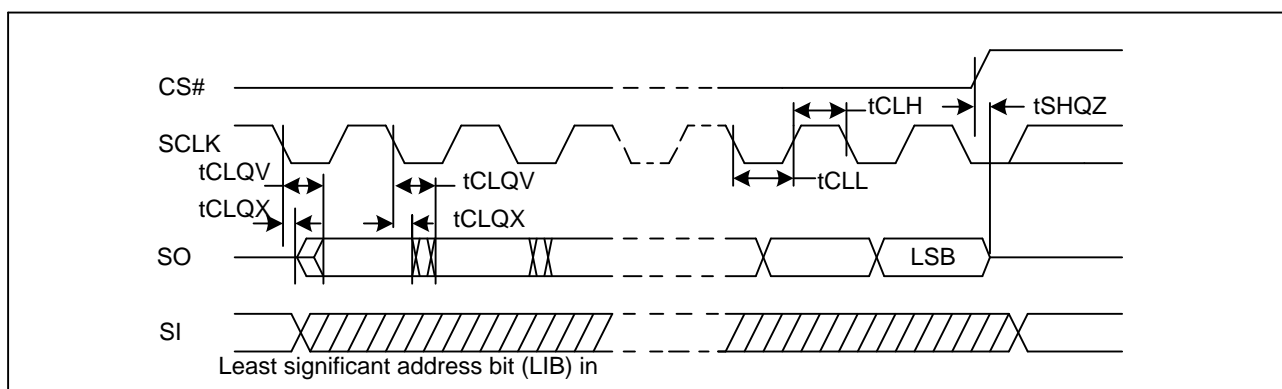 CS#
tCLH
tSHQZ
SCLK
tCLQV
tCLQV
tCLL
tCLQX
tCLQX
SO
LSB
SI
Least significant address bit (LIB) in